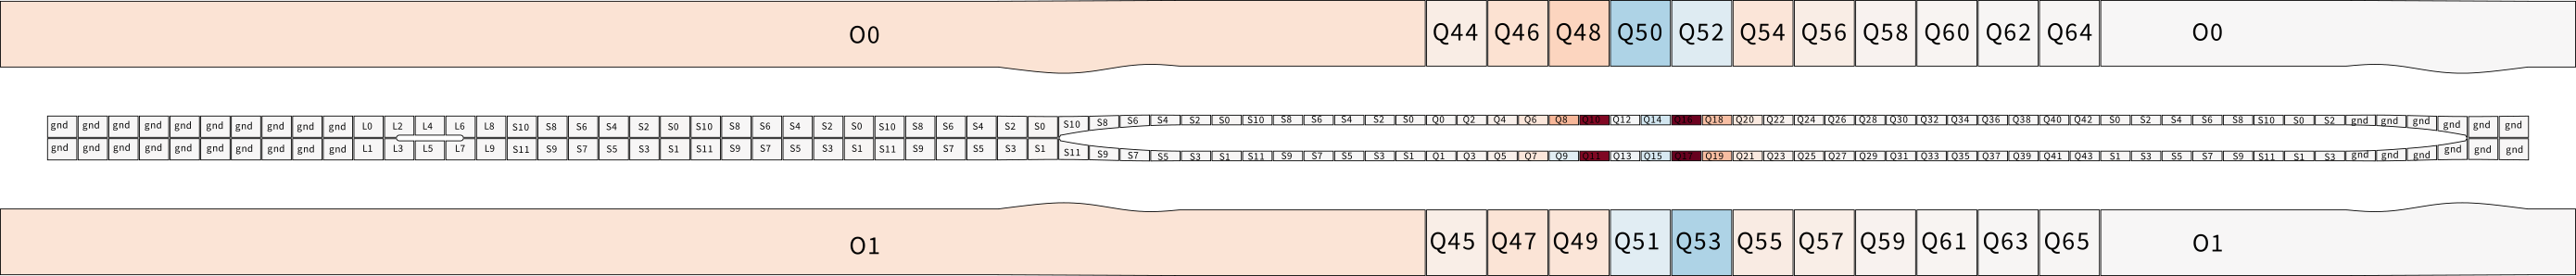 O0 Q44 Q46 Q48 Q50 Q52 Q54 Q56 Q58 Q60 Q62 Q64 O0
gnd gnd gnd gnd gnd gnd gnd gnd gnd gnd L0 L2 L4 L6 L8 S10 S8 S6 S4 S2 S0 S10 S8 S6 S4 S2 S0 S10 S8 S6 S4 S2 S0 S10 S8 S6 S4 S2 S0 S10 S8 S6 S4 S2 S0 Q0 Q2 Q4 Q6 Q8 Q10 Q12 Q14 Q16 Q18 Q20 Q22 Q24 Q26 Q28 Q30 Q32 Q34 Q36 Q38 Q40 Q42 S0 S2 S4 S6 S8 S10 S0 S2 gnd gnd gnd gnd gnd gnd
gnd gnd gnd gnd gnd gnd gnd gnd gnd gnd L1 L3 L5 L7 L9 S11 S9 S7 S5 S3 S1 S11 S9 S7 S5 S3 S1 S11 S9 S7 S5 S3 S1 S11 S9 S7 S5 S3 S1 S11 S9 S7 S5 S3 S1 Q1 Q3 Q5 Q7 Q9 Q11 Q13 Q15 Q17 Q19 Q21 Q23 Q25 Q27 Q29 Q31 Q33 Q35 Q37 Q39 Q41 Q43 S1 S3 S5 S7 S9 S11 S1 S3 gnd gnd gnd gnd gnd gnd
O1 Q45 Q47 Q49 Q51 Q53 Q55 Q57 Q59 Q61 Q63 Q65 O1